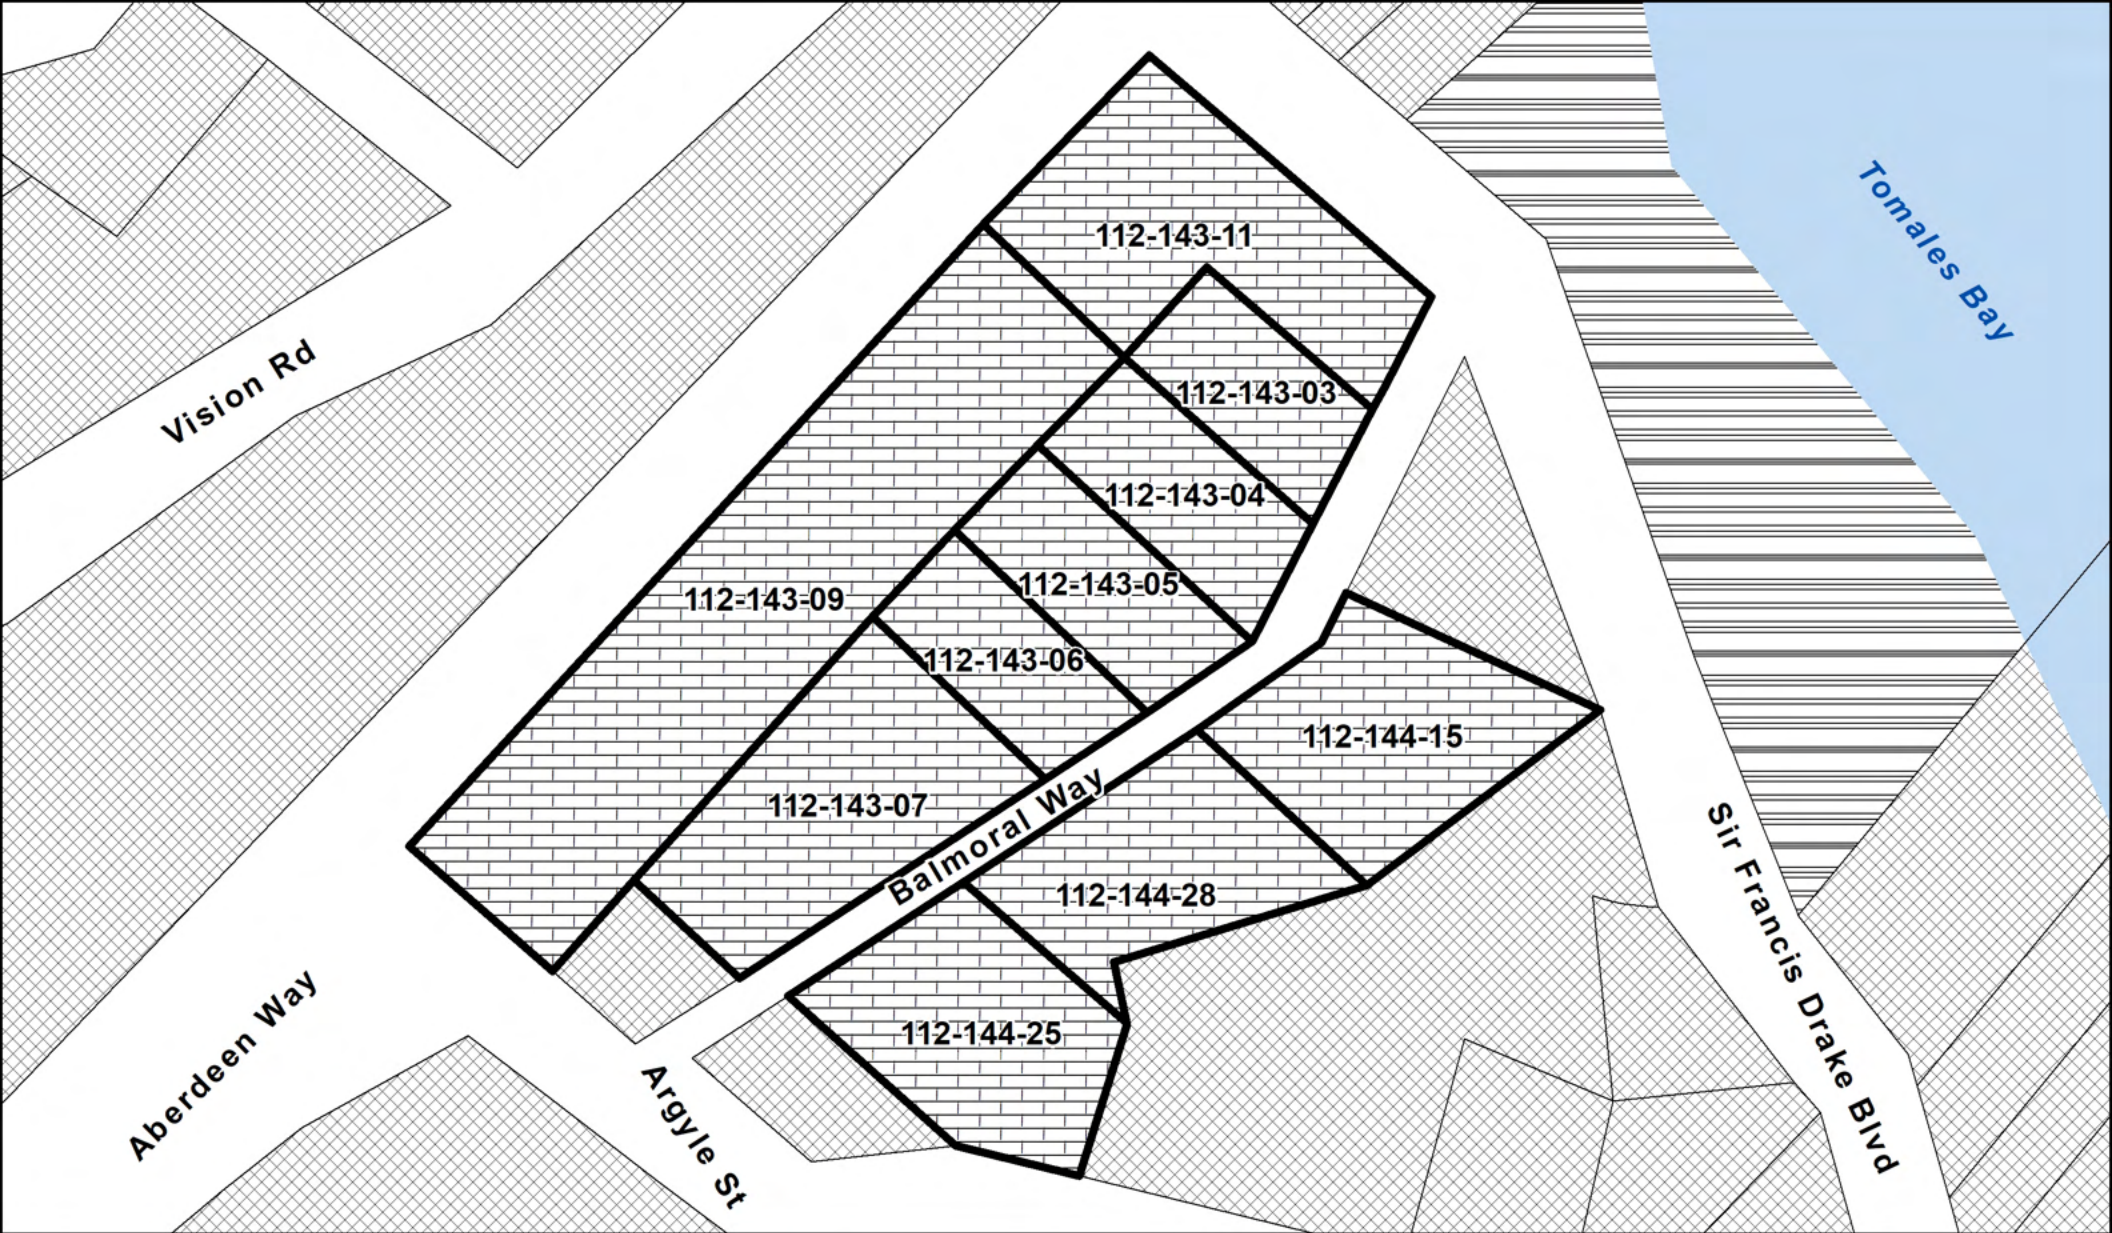 Tomales Bay
112-143-11
Vision Rd
112-143-03
112-143-04
112-143-05
112-143-09
112-143-06
112-144-15
112-143-07
Balmoral Way
112-144-28
Sir Francis Drake Blvd
112-144-25
Aberdeen Way
Argyle St